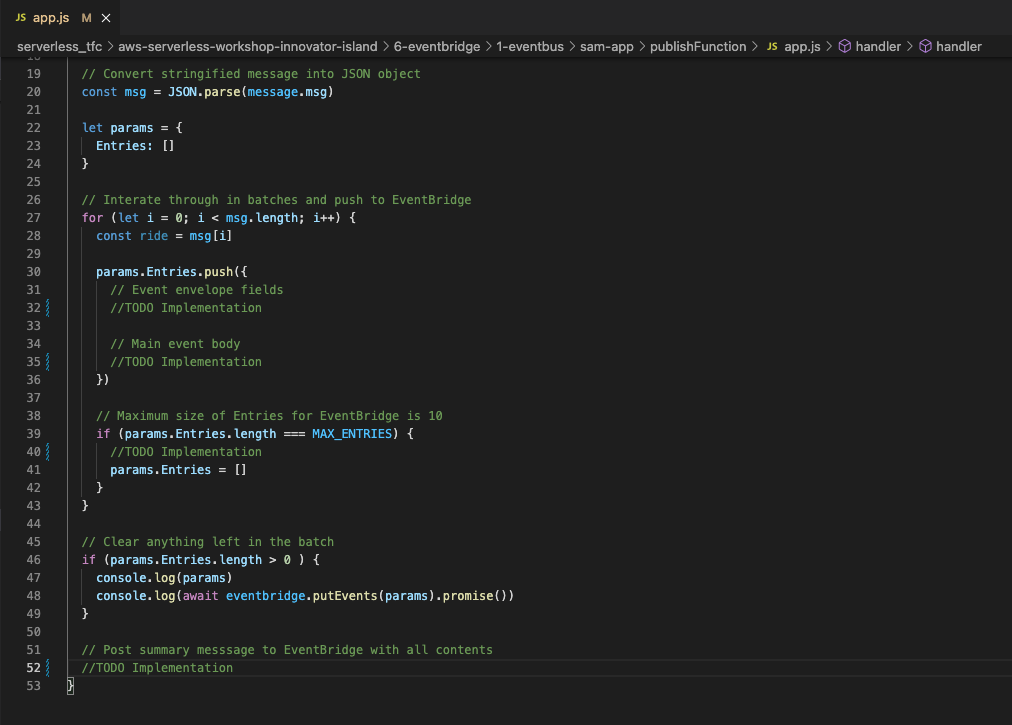 JS app.js M ×
serverless_tfc > aws-serverless-workshop-innovator-island > 6-eventbridge > 1-eventbus > sam-app > publishFunction > JS app.js > handler > handler
19 // Convert stringified message into JSON object
20 const msg = JSON.parse(message.msg)
21
22 let params = {
23 Entries: []
24 }
25
26 // Interate through in batches and push to EventBridge
27 for (let i = 0; i < msg.length; i++) {
28 const ride = msg[i]
29
30 params.Entries.push({
31 // Event envelope fields
32 //TODO Implementation
33
34 // Main event body
35 //TODO Implementation
36 })
37
38 // Maximum size of Entries for EventBridge is 10
39 if (params.Entries.length === MAX_ENTRIES) {
40 //TODO Implementation
41 params.Entries = []
42 }
43 }
44
45 // Clear anything left in the batch
46 if (params.Entries.length > 0 ) {
47 console.log(params)
48 console.log(await eventbridge.putEvents(params).promise())
49 }
50
51 // Post summary messsage to EventBridge with all contents
52 //TODO Implementation
53 }